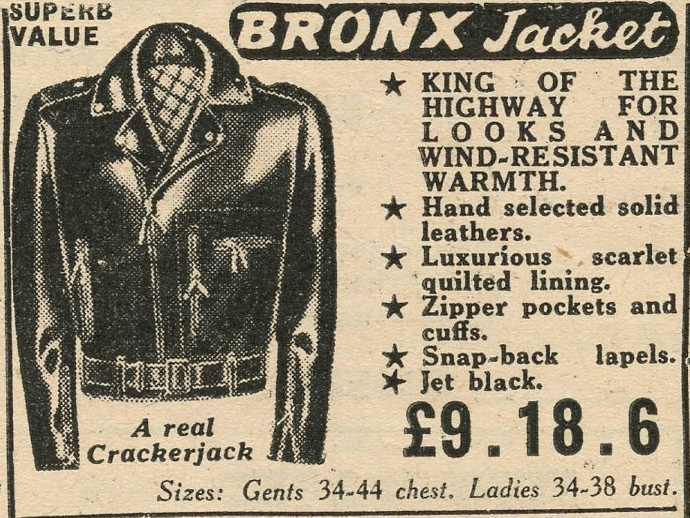 SUPERB
VALUE
BRONX Jacket
★ KING OF THE
HIGHWAY FOR
LOOKS AND
WIND-RESISTANT
WARMTH.
★ Hand selected solid
leathers.
★ Luxurious scarlet
quilted lining.
★ Zipper pockets and
cuffs.
★ Snap-back lapels.
★ Jet black.
£9.18.6
A real
Crackerjack
Sizes: Gents 34-44 chest. Ladies 34-38 bust.